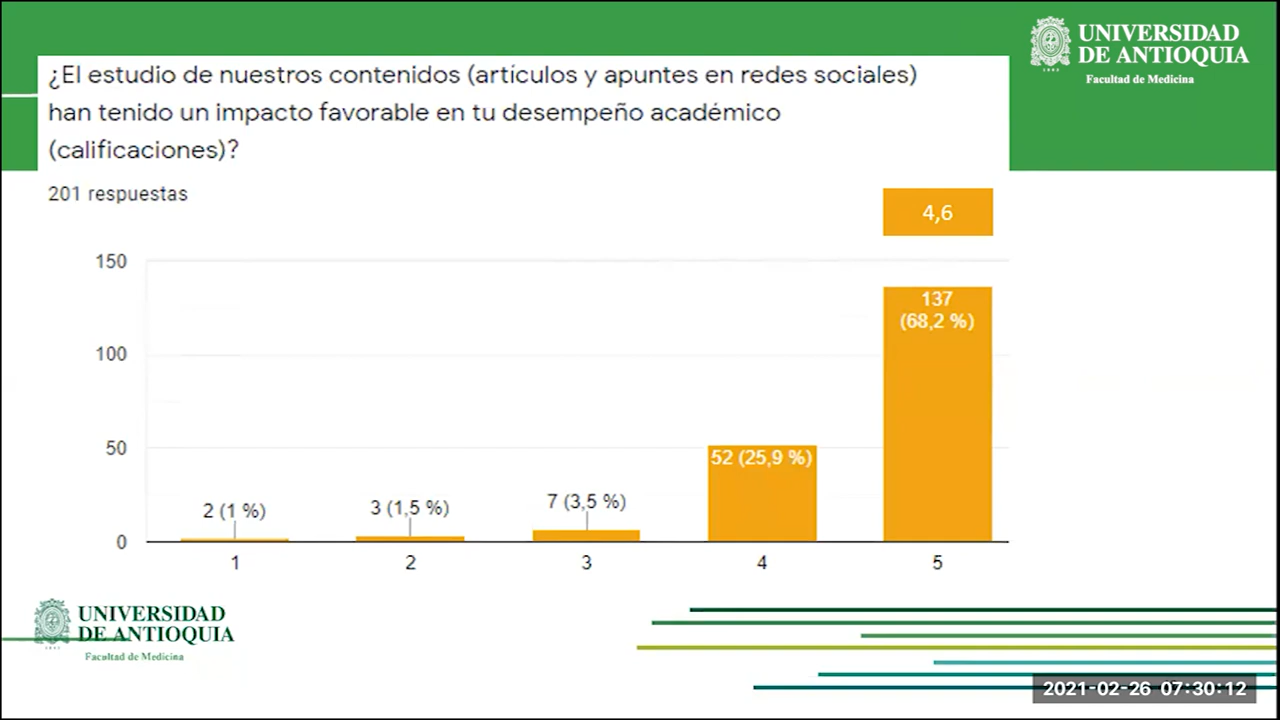 UNIVERSIDAD
DE ANTIOQUIA
1803
Facultad de Medicina
¿El estudio de nuestros contenidos (artículos y apuntes en redes sociales)
han tenido un impacto favorable en tu desempeño académico
(calificaciones)?
201 respuestas
4,6
150
100
50
0
2 (1 %)
3 (1,5 %)
7 (3,5 %)
52 (25,9 %)
137
(68,2 %)
1
2
3
4
5
UNIVERSIDAD
DE ANTIOQUIA
1803
Facultad de Medicina
2021-02-26 07:30:12